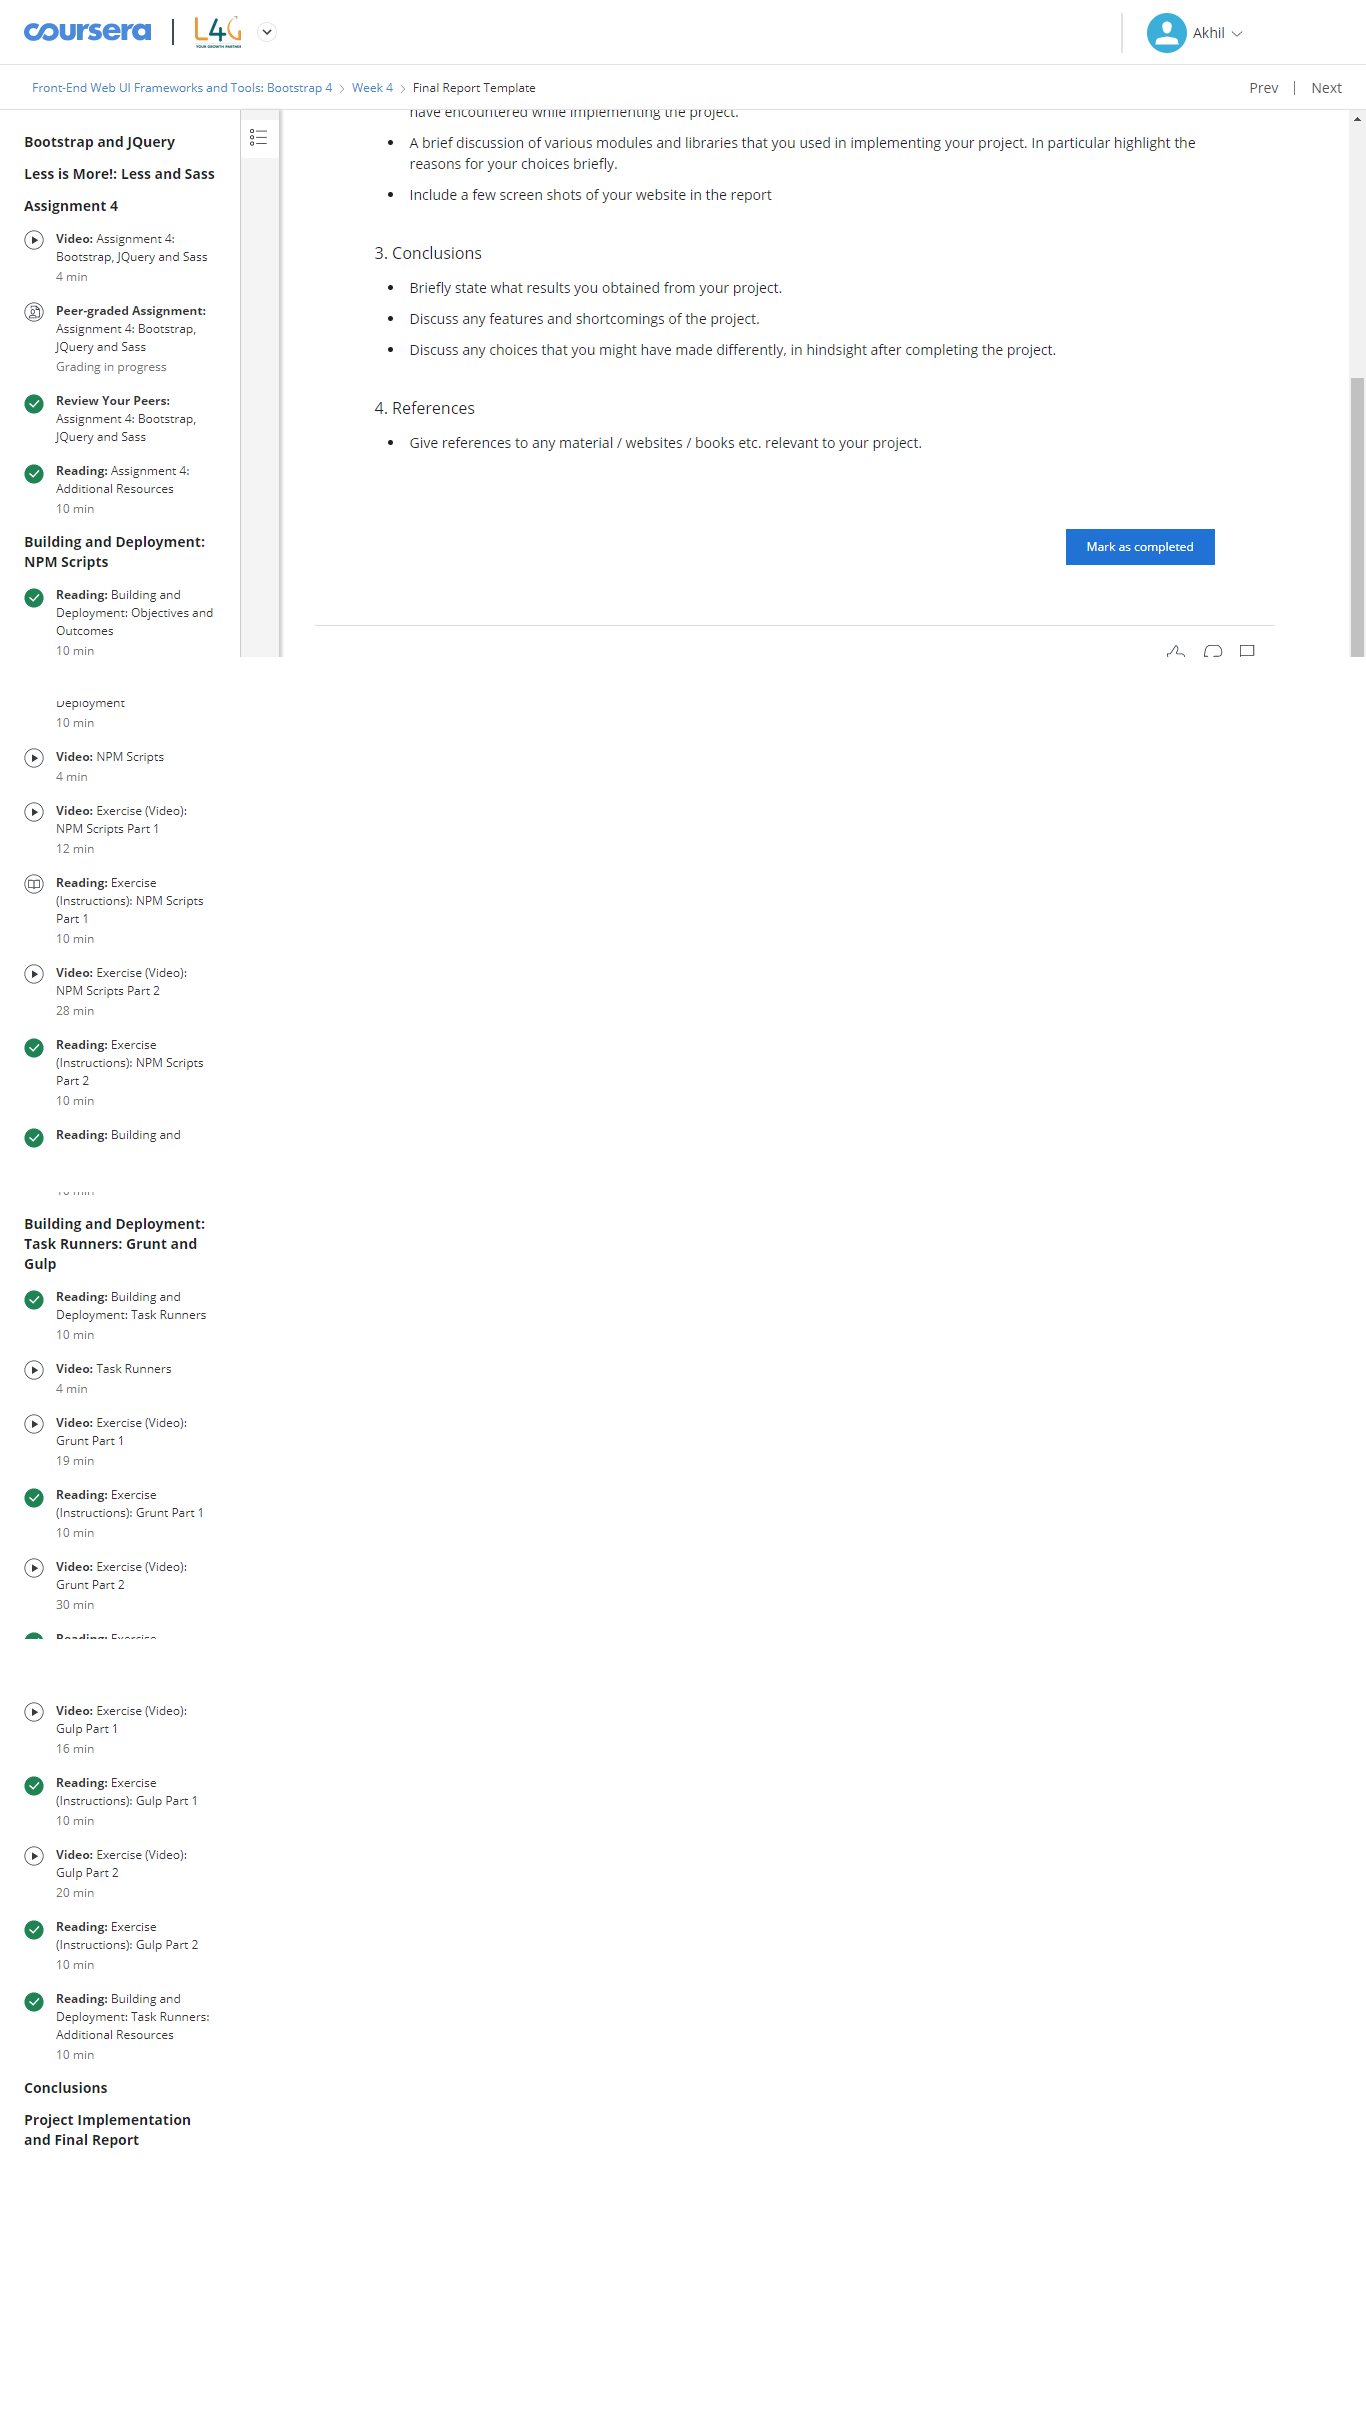 coursera
L4G
YOUR GROWTH PARTNER
Akhil
Front-End Web UI Frameworks and Tools: Bootstrap 4 > Week 4 > Final Report Template
Prev | Next
Bootstrap and JQuery
Less is More!: Less and Sass
Assignment 4
Video: Assignment 4:
Bootstrap, JQuery and Sass
4 min
Peer-graded Assignment:
Assignment 4: Bootstrap,
JQuery and Sass
Grading in progress
Review Your Peers:
Assignment 4: Bootstrap,
JQuery and Sass
Reading: Assignment 4:
Additional Resources
10 min
Building and Deployment:
NPM Scripts
Reading: Building and
Deployment: Objectives and
Outcomes
10 min
have encountered while implementing the project.
• A brief discussion of various modules and libraries that you used in implementing your project. In particular highlight the
reasons for your choices briefly.
• Include a few screen shots of your website in the report
3. Conclusions
• Briefly state what results you obtained from your project.
• Discuss any features and shortcomings of the project.
• Discuss any choices that you might have made differently, in hindsight after completing the project.
4. References
• Give references to any material / websites / books etc. relevant to your project.
Mark as completed
Deployment
10 min
Video: NPM Scripts
4 min
Video: Exercise (Video):
NPM Scripts Part 1
12 min
Reading: Exercise
(Instructions): NPM Scripts
Part 1
10 min
Video: Exercise (Video):
NPM Scripts Part 2
28 min
Reading: Exercise
(Instructions): NPM Scripts
Part 2
10 min
Reading: Building and
Building and Deployment:
Task Runners: Grunt and
Gulp
Reading: Building and
Deployment: Task Runners
10 min
Video: Task Runners
4 min
Video: Exercise (Video):
Grunt Part 1
19 min
Reading: Exercise
(Instructions): Grunt Part 1
10 min
Video: Exercise (Video):
Grunt Part 2
30 min
Reading: Exercise
Video: Exercise (Video):
Gulp Part 1
16 min
Reading: Exercise
(Instructions): Gulp Part 1
10 min
Video: Exercise (Video):
Gulp Part 2
20 min
Reading: Exercise
(Instructions): Gulp Part 2
10 min
Reading: Building and
Deployment: Task Runners:
Additional Resources
10 min
Conclusions
Project Implementation
and Final Report